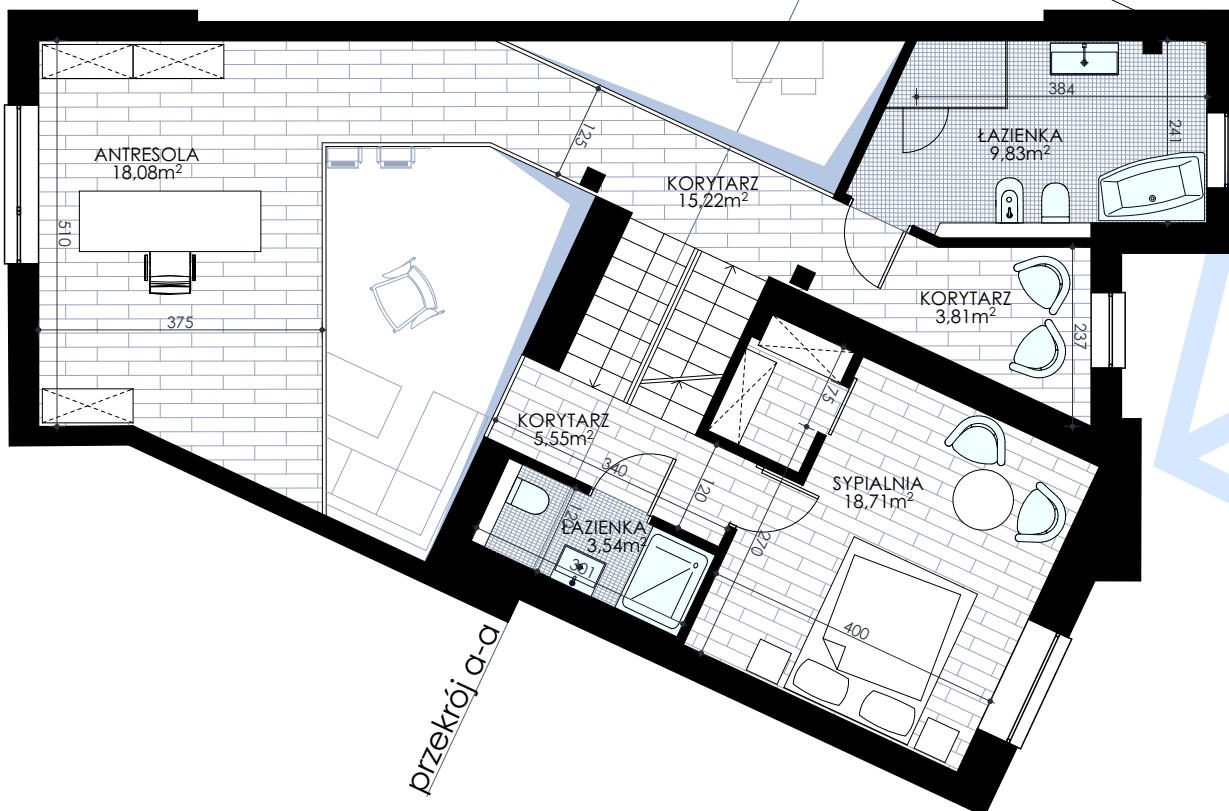 384
241
ŁAZIENKA
9,83m²
125
ANTRESOLA
18,08m²
KORYTARZ
15,22m²
510
KORYTARZ
3,81m²
375
237
75
KORYTARZ
5,55m²
340
120
SYPIALNIA
18,71m²
ŁAZIENKA
3,54m²
270
301
400
przekrój a-a